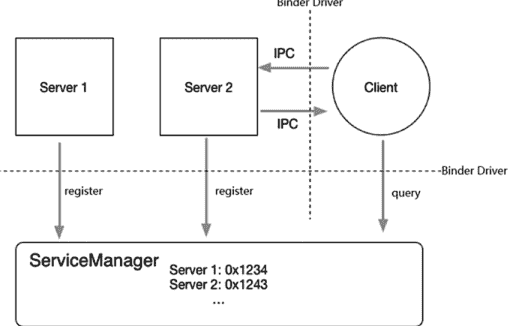 Binder Driver
IPC
Server 1
Server 2
Client
IPC
Binder Driver
register
register
query
ServiceManager
Server 1: 0x1234
Server 2: 0x1243
...